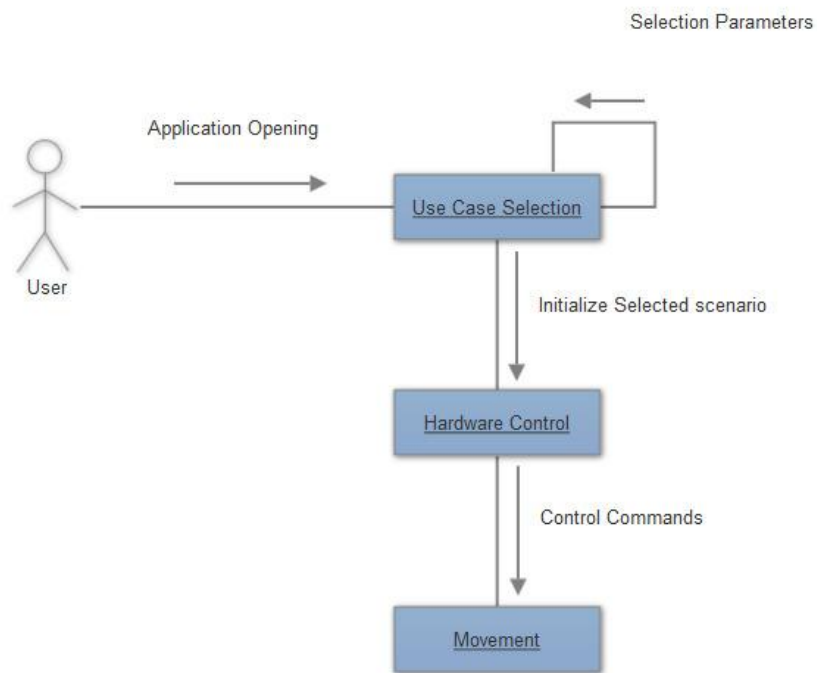 Selection Parameters
Application Opening
Use Case Selection
User
Initialize Selected scenario
Hardware Control
Control Commands
Movement